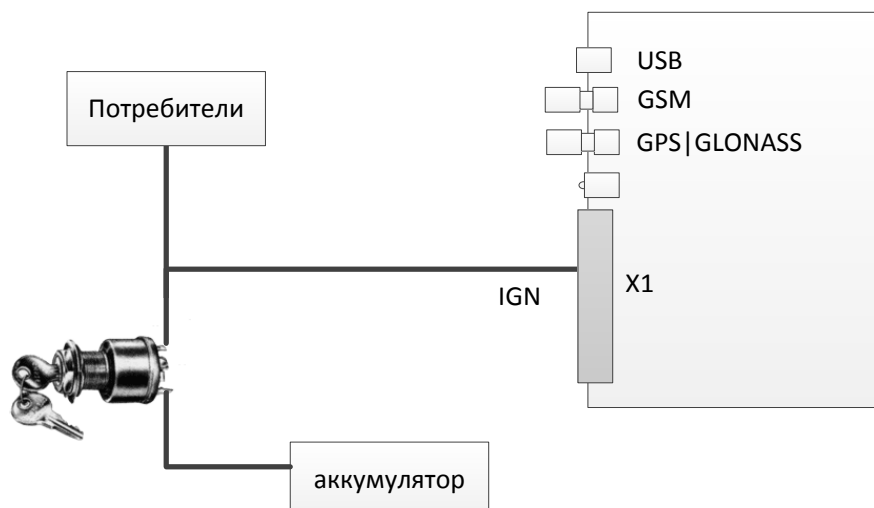 USB
Потребители
GSM
GPS|GLONASS
IGN
X1
аккумулятор